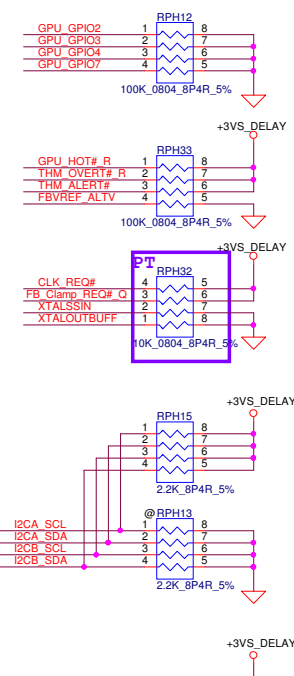 RPH12
GPU_GPIO2 1 8
GPU_GPIO3 2 7
GPU_GPIO4 3 6
GPU_GPIO7 4 5
100K_0804_8P4R_5%
+3VS_DELAY
RPH33
GPU_HOT#_R 1 8
THM_OVERT#_R 2 7
THM_ALERT# 3 6
FBVREF_ALTV 4 5
100K_0804_8P4R_5%
+3VS_DELAY
PT RPH32
CLK_REQ# 4 5
FB_Clamp_REQ#_Q 3 6
XTALSSIN 2 7
XTALOUTBUFF 1 8
10K_0804_8P4R_5%
+3VS_DELAY
RPH15
1 8
2 7
3 6
4 5
2.2K_8P4R_5%
@ RPH13
I2CA_SCL 1 8
I2CA_SDA 2 7
I2CB_SCL 3 6
I2CB_SDA 4 5
2.2K_8P4R_5%
+3VS_DELAY